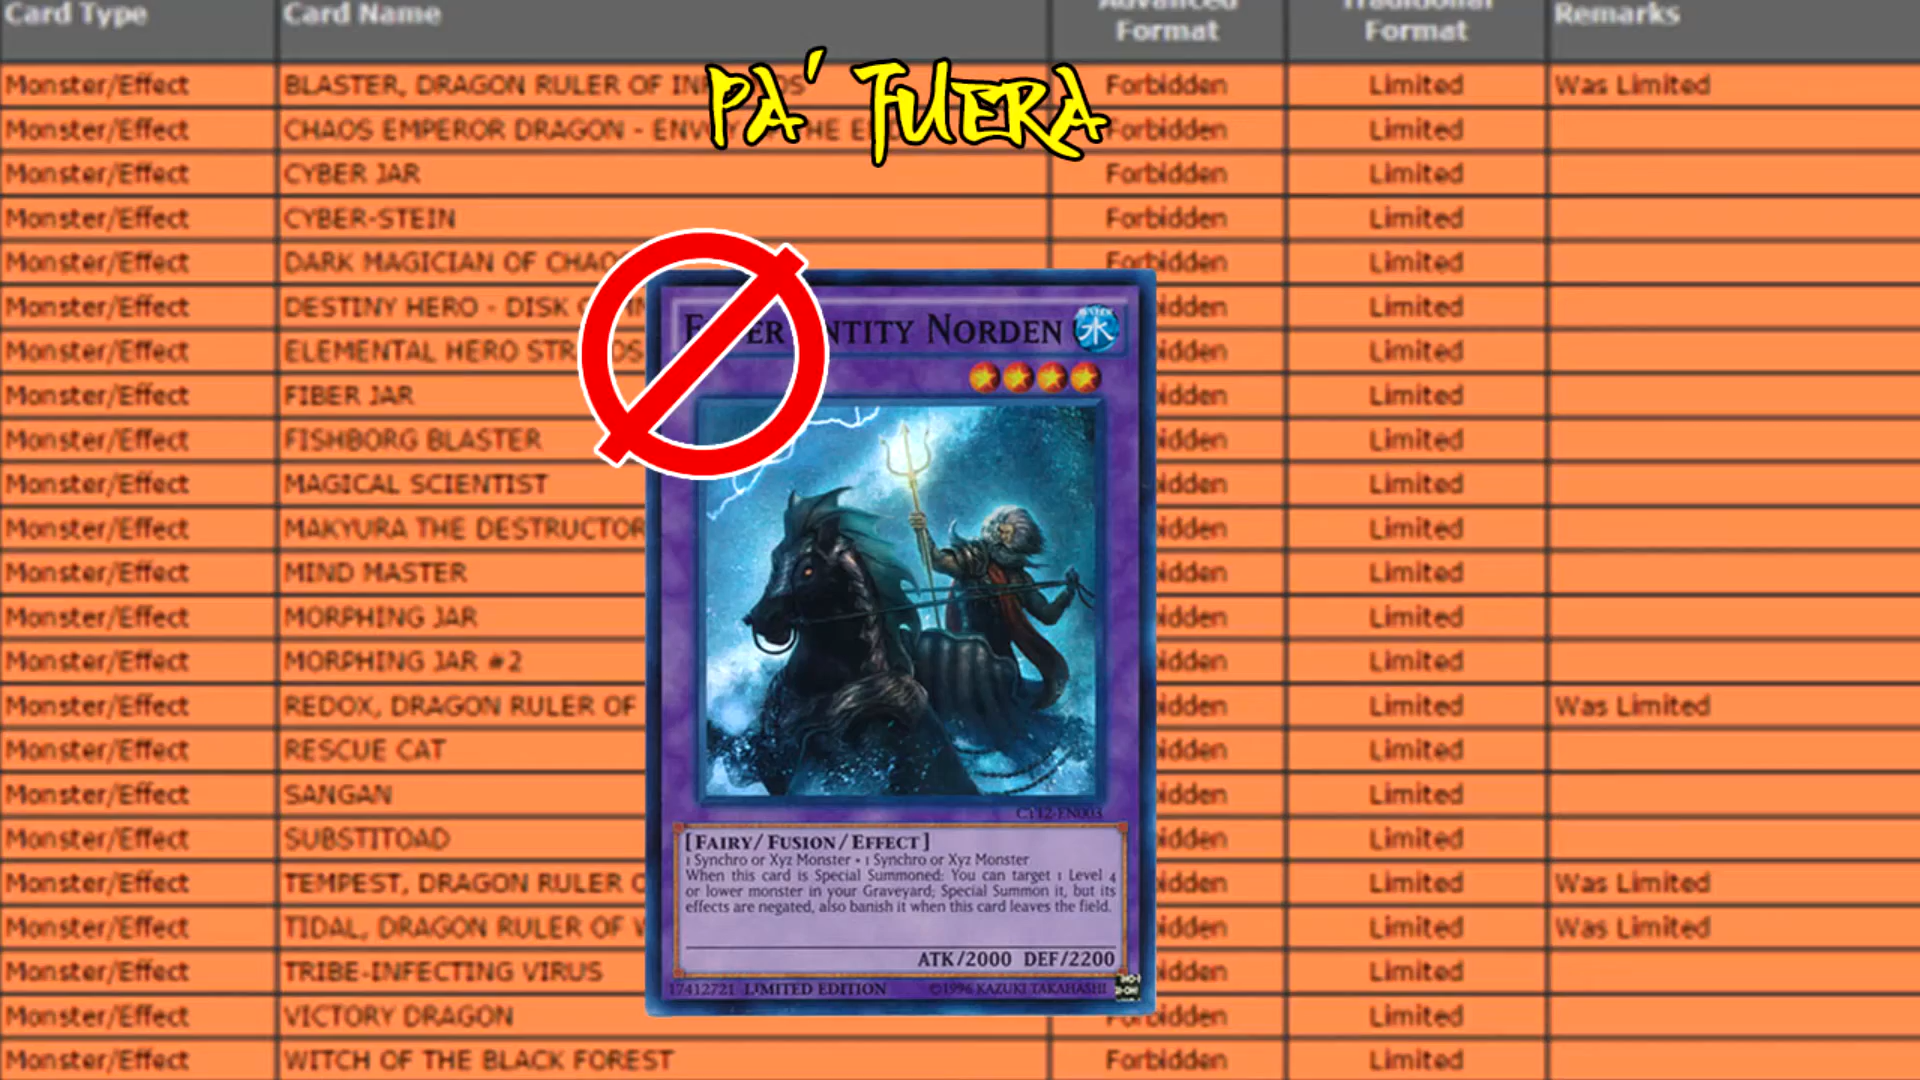 Card Type Card Name Advanced Format Traditional Format Remarks
PA' FUERA
Monster/Effect BLASTER, DRAGON RULER OF Forbidden Limited Was Limited
Monster/Effect CHAOS EMPEROR DRAGON - Forbidden Limited
Monster/Effect CYBER JAR Forbidden Limited
Monster/Effect CYBER-STEIN Forbidden Limited
Monster/Effect DARK MAGICIAN OF Forbidden Limited
Monster/Effect DESTINY HERO - DISK Limited
Monster/Effect ELEMENTAL HERO Limited
Monster/Effect FIBER JAR Limited
Monster/Effect FISHBORG BLASTER Limited
Monster/Effect MAGICAL SCIENTIST Limited
Monster/Effect MAKYURA THE DESTRUCTOR Limited
Monster/Effect MIND MASTER Limited
Monster/Effect MORPHING JAR Limited
Monster/Effect MORPHING JAR #2 Limited
Monster/Effect REDOX, DRAGON RULER OF Limited Was Limited
Monster/Effect RESCUE CAT Limited
Monster/Effect SANGAN Limited
Monster/Effect SUBSTITOAD Limited
Monster/Effect TEMPEST, DRAGON RULER Limited Was Limited
Monster/Effect TIDAL, DRAGON RULER OF Limited Was Limited
Monster/Effect TRIBE-INFECTING VIRUS Limited
Monster/Effect VICTORY DRAGON Forbidden Limited
Monster/Effect WITCH OF THE BLACK FOREST Forbidden Limited
NORDEN
水
CT12-EN003
[FAIRY/FUSION/EFFECT]
1 Synchro or Xyz Monster + 1 Synchro or Xyz Monster
When this card is Special Summoned: You can target 1 Level 4
or lower monster in your Graveyard; Special Summon it, but its
effects are negated, also banish it when this card leaves the field.
ATK/2000 DEF/2200
17412721 LIMITED EDITION ©1996 KAZUKI TAKAHASHI